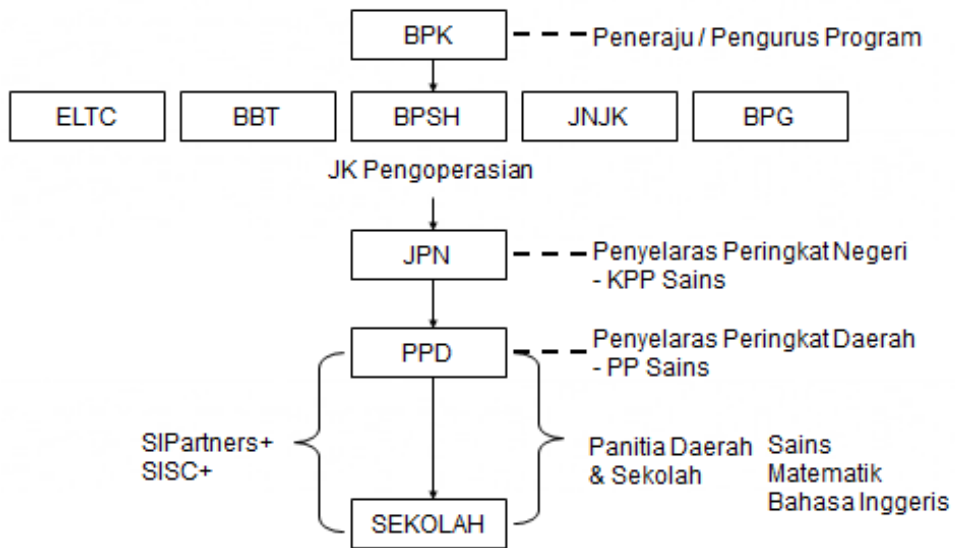 BPK
Peneraju / Pengurus Program
ELTC
BBT
BPSH
JNJK
BPG
JK Pengoperasian
JPN
Penyelaras Peringkat Negeri
- KPP Sains
PPD
Penyelaras Peringkat Daerah
- PP Sains
SIPartners+
SISC+
Panitia Daerah
& Sekolah
Sains
Matematik
Bahasa Inggeris
SEKOLAH